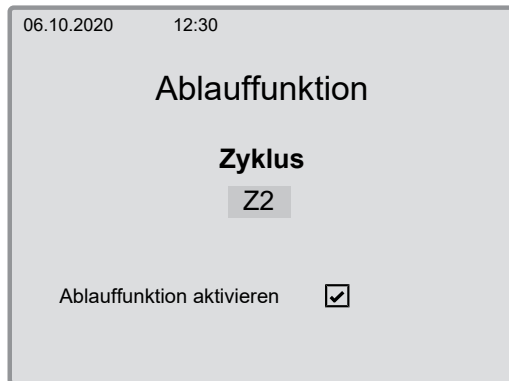 06.10.2020 12:30
Ablauffunktion
Zyklus
Z2
Ablauffunktion aktivieren